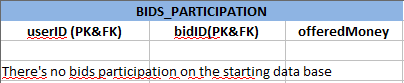 BIDS_PARTICIPATION
userID (PK&FK) bidID(PK&FK) offeredMoney
There's no bids participation on the starting data base